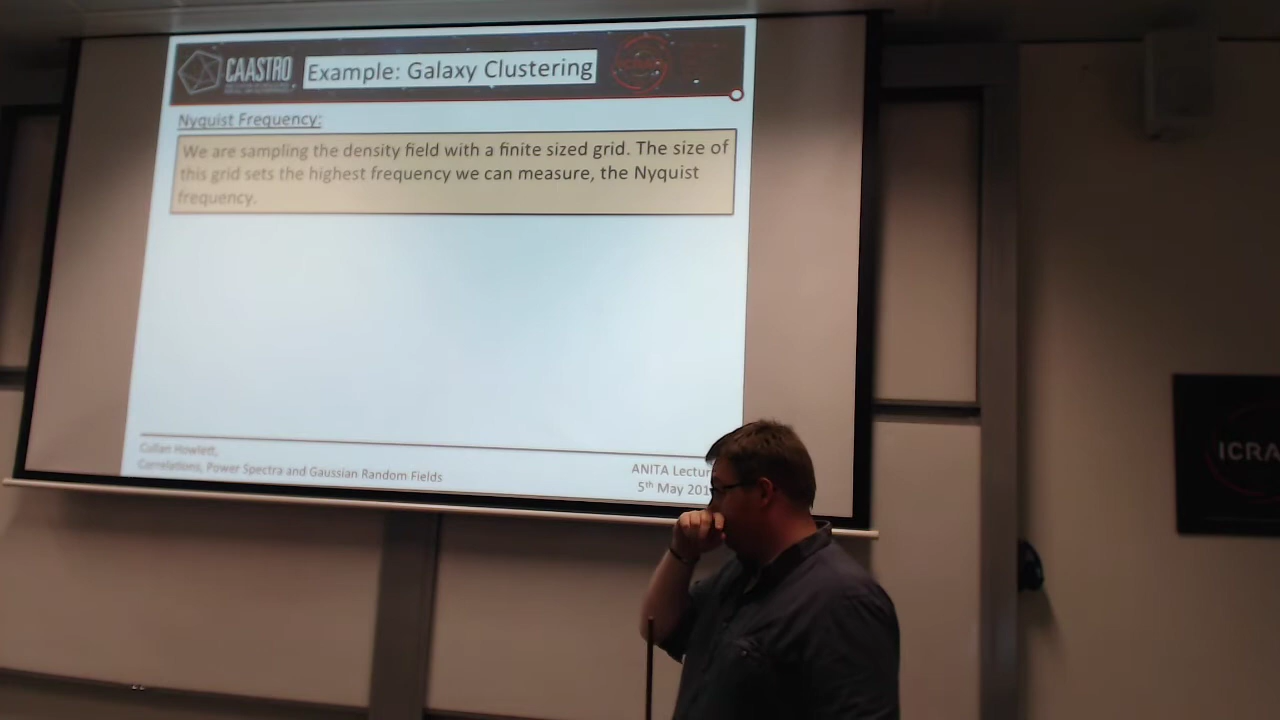 CAASTRO
Example: Galaxy Clustering
Nyquist Frequency:
We are sampling the density field with a finite sized grid. The size of
this grid sets the highest frequency we can measure, the Nyquist
frequency.
Cullan Howlett,
Correlations, Power Spectra and Gaussian Random Fields
ANITA Lectur
5th May 201
ICRA